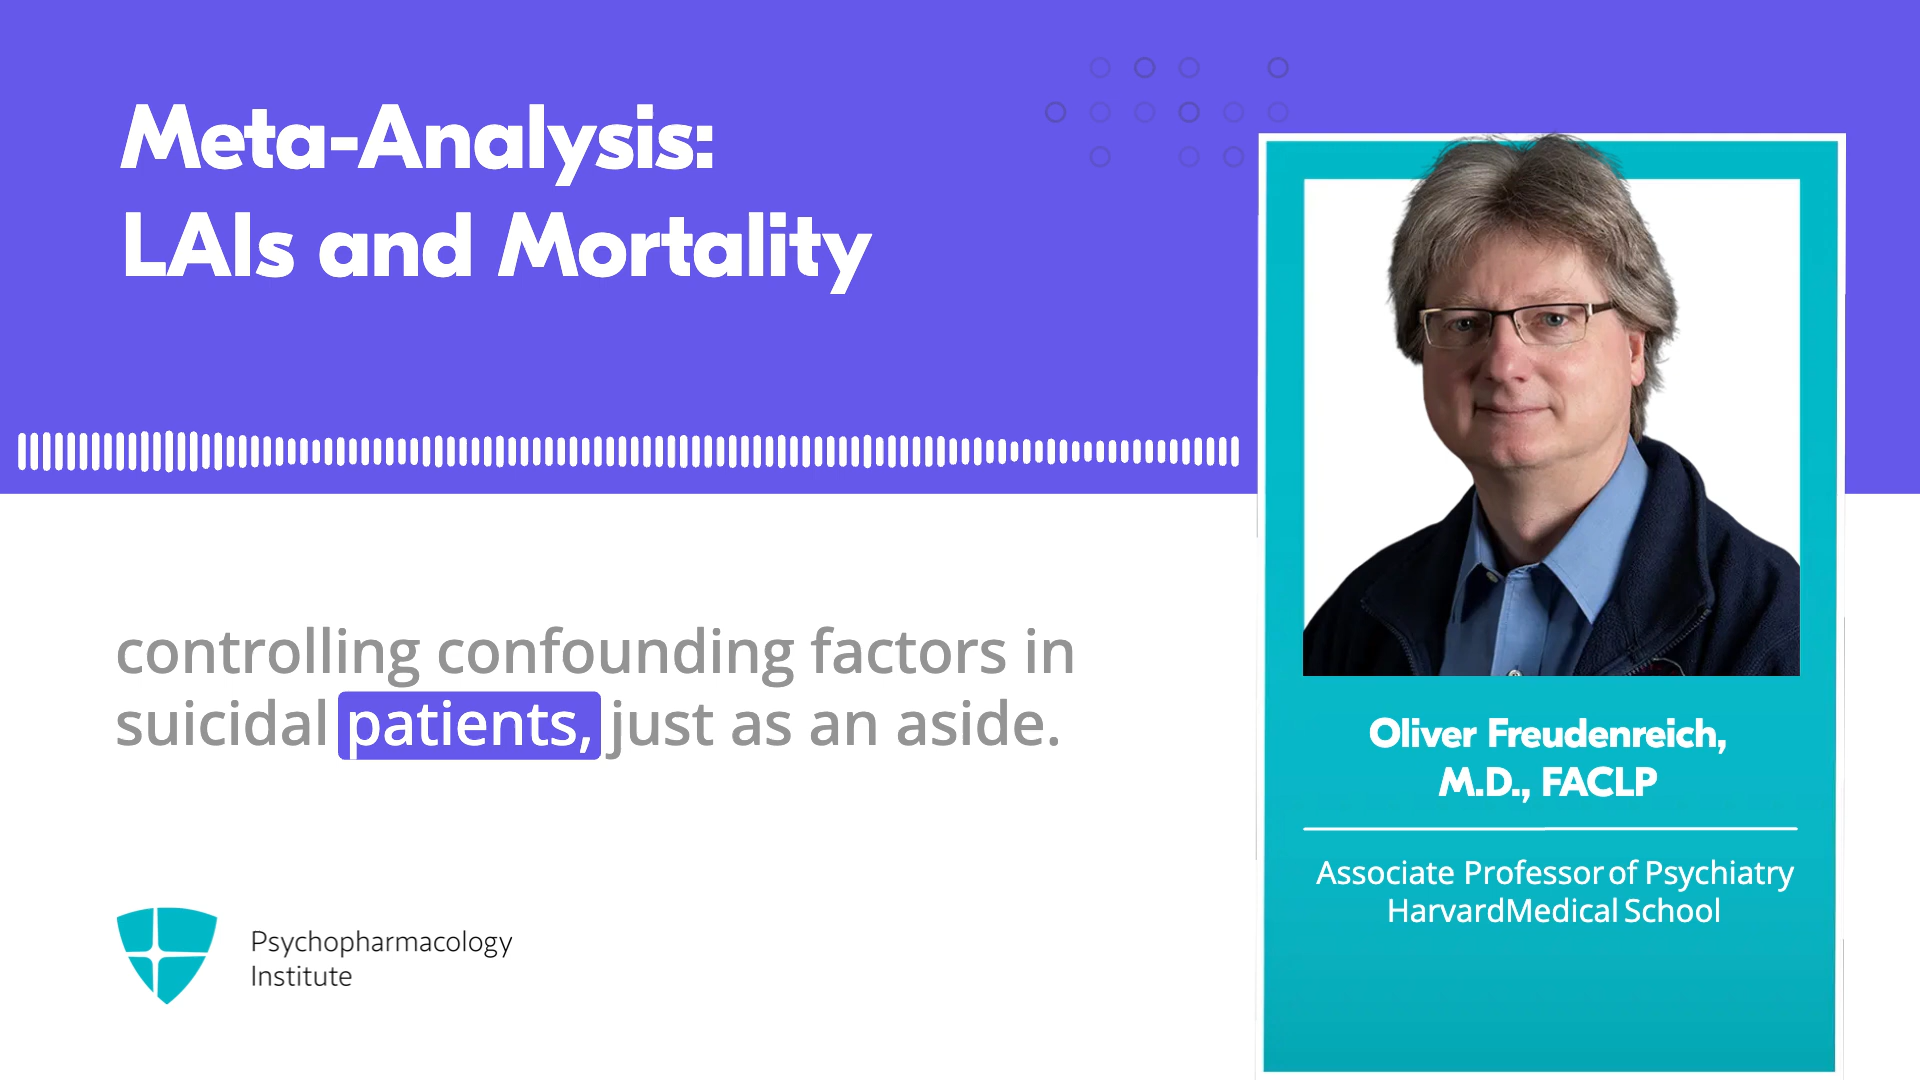 Meta-Analysis:
LAIs and Mortality
controlling confounding factors in
suicidal patients, just as an aside.
Psychopharmacology
Institute
Oliver Freudenreich,
M.D., FACLP
Associate Professor of Psychiatry
HarvardMedical School